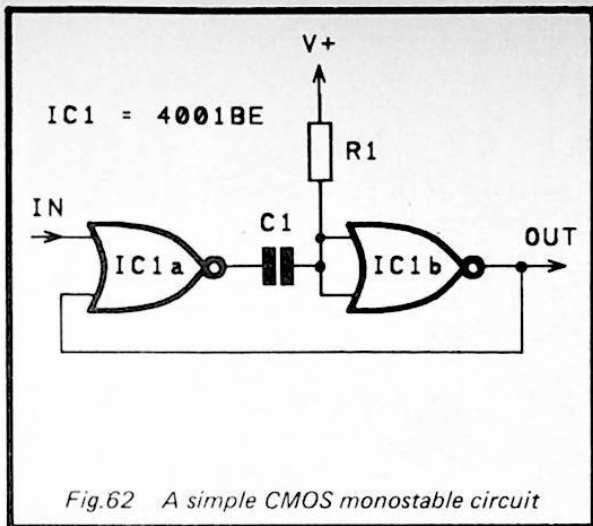 V+
IC1 = 4001BE
R1
IN
C1
OUT
IC1a
IC1b
Fig.62 A simple CMOS monostable circuit